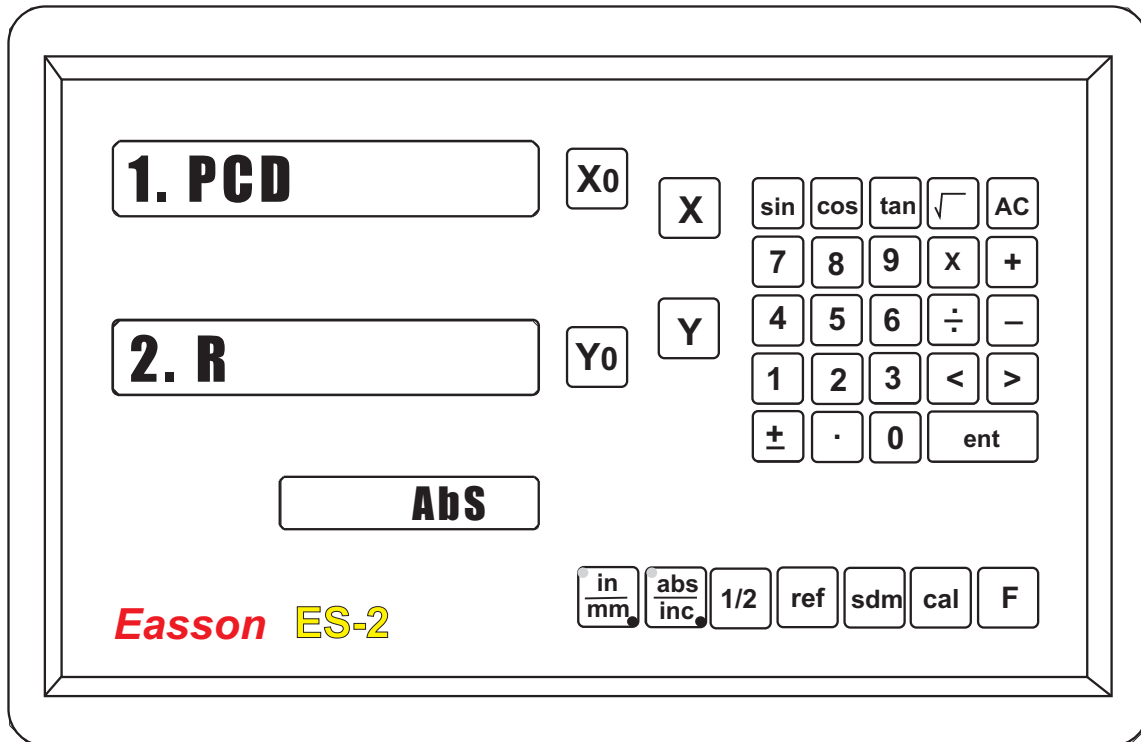 1. PCD
X0
X
sin cos tan √ AC
7 8 9 x +
2. R
Y0
Y
4 5 6 ÷ –
1 2 3 < >
± · 0 ent
AbS
in
mm
abs
inc
1/2 ref sdm cal F
Easson ES-2